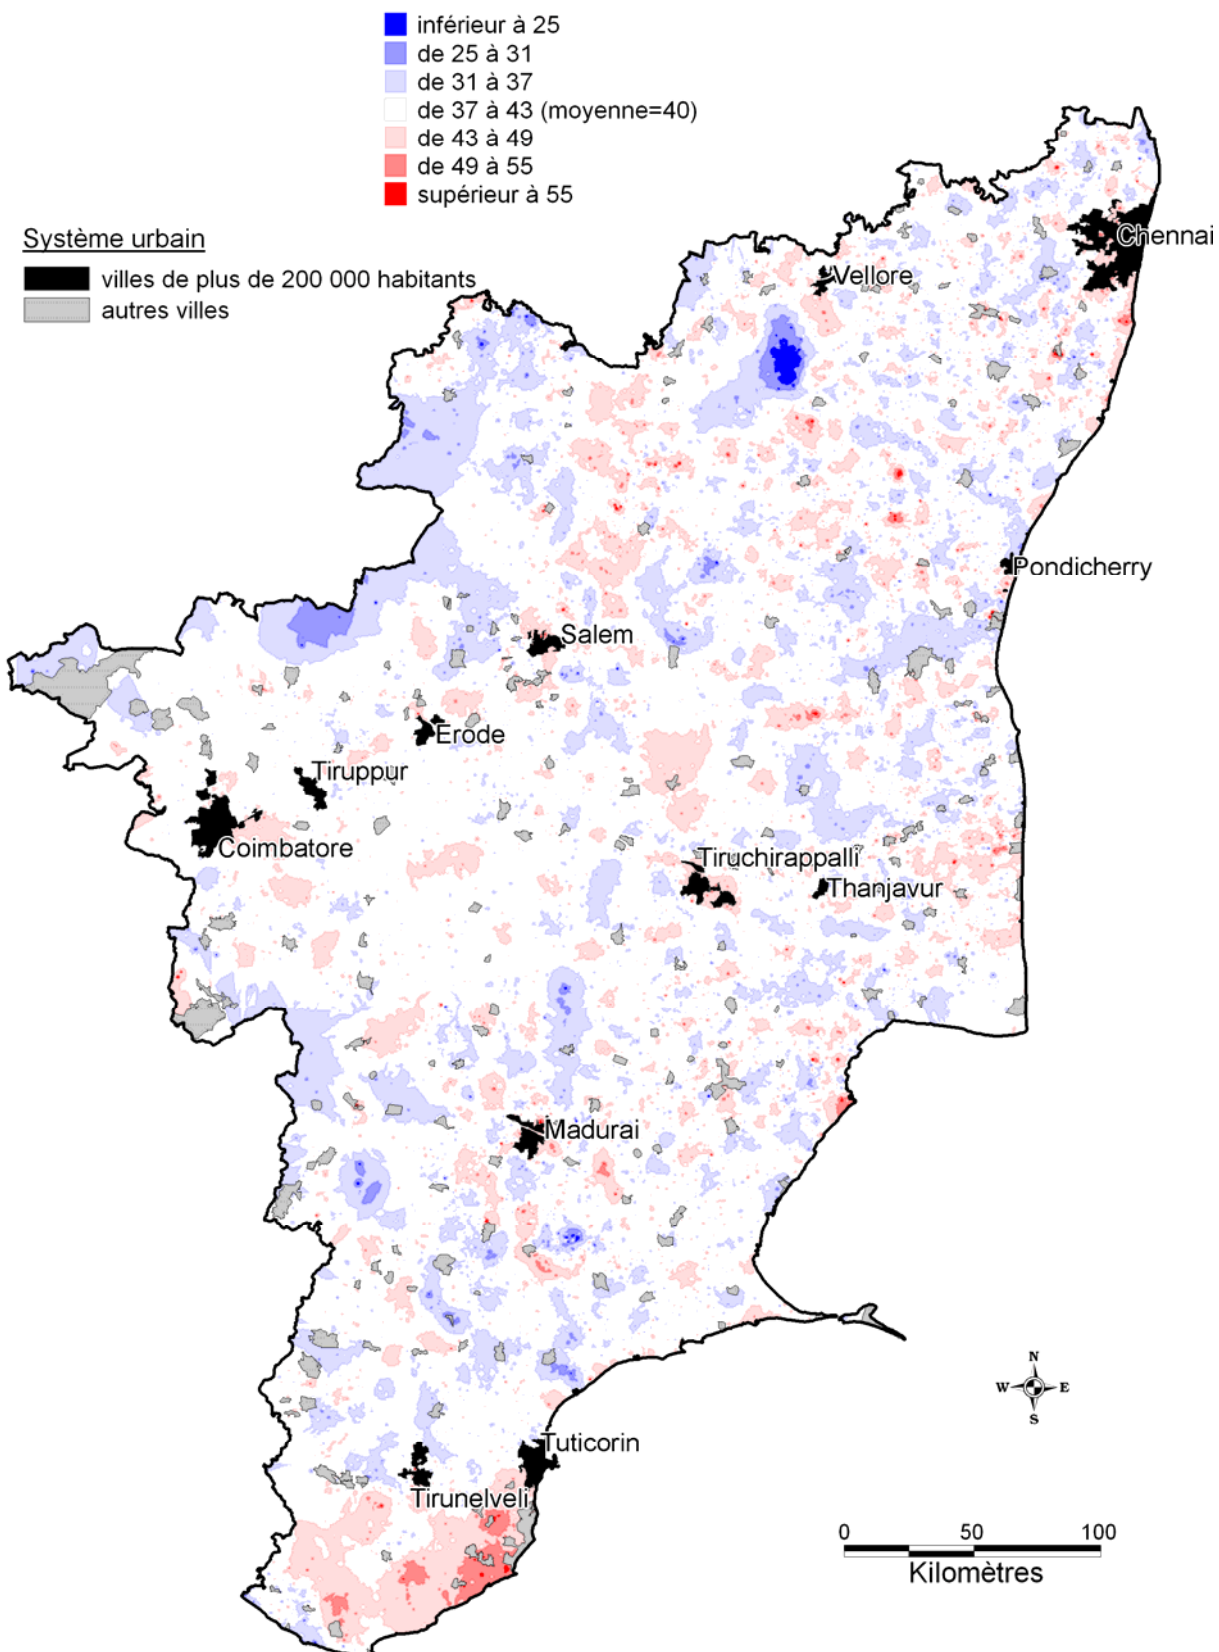 inférieur à 25
de 25 à 31
de 31 à 37
de 37 à 43 (moyenne=40)
de 43 à 49
de 49 à 55
supérieur à 55
Système urbain
villes de plus de 200 000 habitants
autres villes
Chennai
Vellore
Pondicherry
Salem
Erode
Tiruppur
Coimbatore
Tiruchirappalli
Thanjavur
Madurai
Tuticorin
Tirunelveli
N
W E
S
0 50 100
Kilomètres